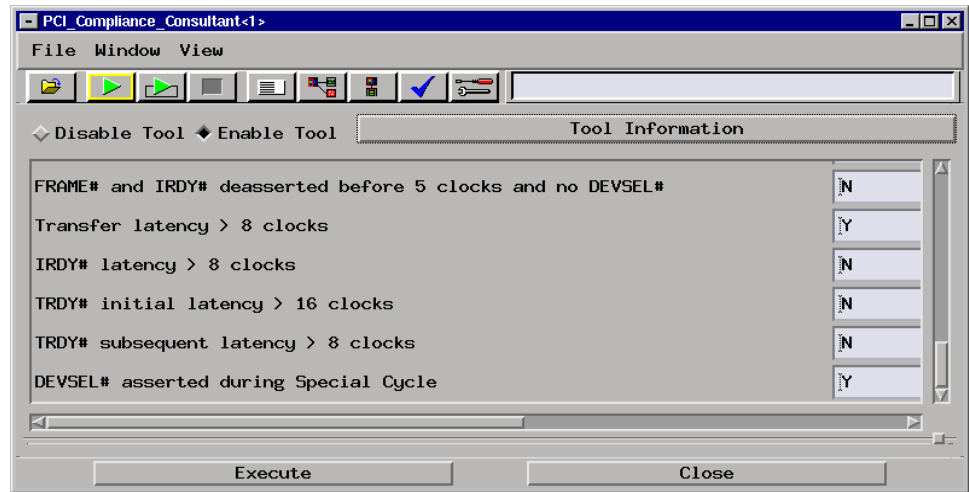 PCI_Compliance_Consultant<1>
File Window View
Disable Tool Enable Tool Tool Information
FRAME# and IRDY# deasserted before 5 clocks and no DEVSEL# N
Transfer latency > 8 clocks Y
IRDY# latency > 8 clocks N
TRDY# initial latency > 16 clocks N
TRDY# subsequent latency > 8 clocks N
DEVSEL# asserted during Special Cycle Y
Execute Close